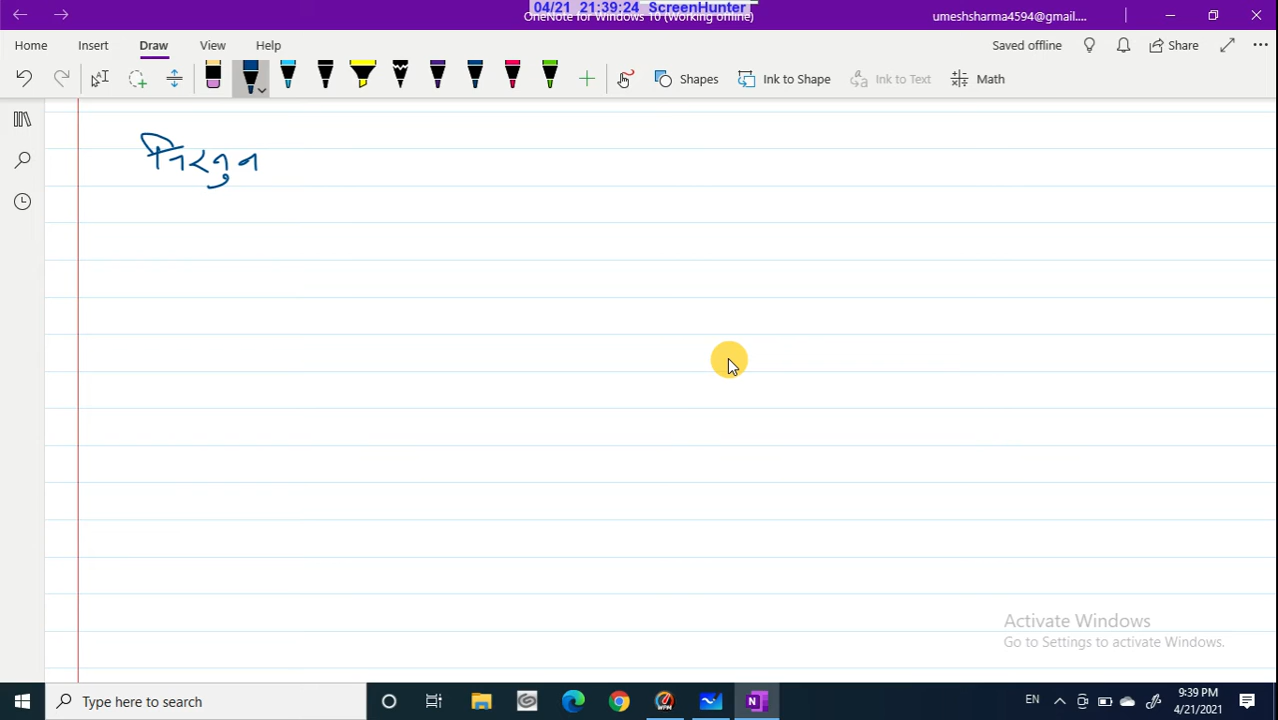 04/21 21:39:24 ScreenHunter
OneNote for Windows 10 (Working offline)
umeshsharma4594@gmail....
Home Insert Draw View Help
Saved offline Share
Shapes Ink to Shape Ink to Text Math
Activate Windows
Go to Settings to activate Windows.
Type here to search
EN
9:39 PM
4/21/2021